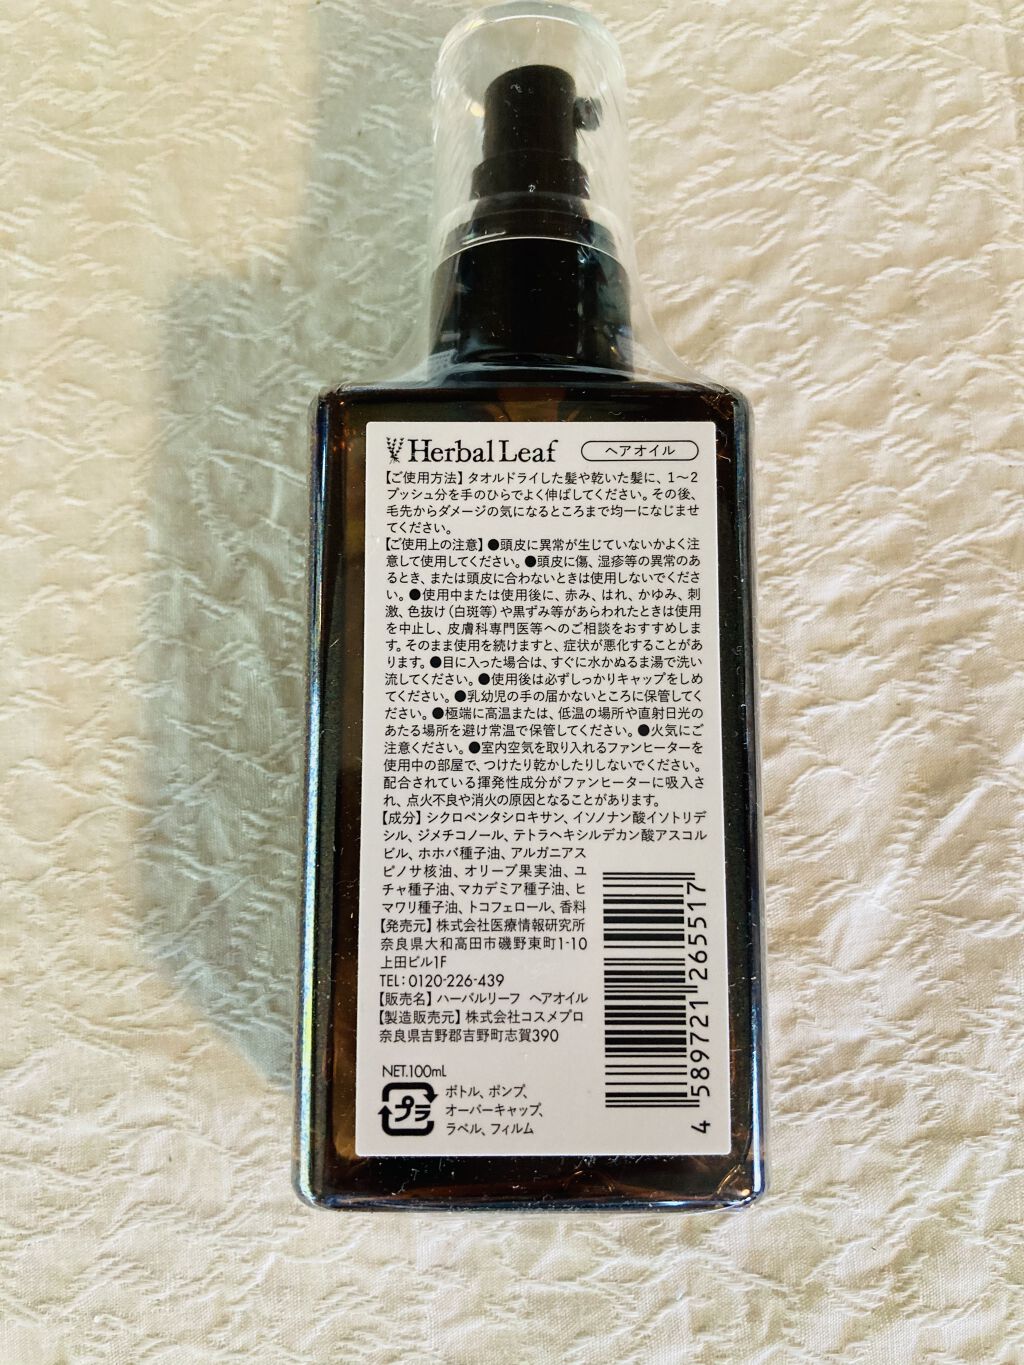 Herbal Leaf ヘアオイル
【ご使用方法】タオルドライした髪や乾いた髪に、1〜2
プッシュ分を手のひらでよく伸ばしてください。その後、
毛先からダメージの気になるところまで均一になじませ
てください。
【ご使用上の注意】●頭皮に異常が生じていないかよく注
意して使用してください。●頭皮に傷、湿疹等の異常のあ
るとき、または頭皮に合わないときは使用しないでくださ
い。●使用中または使用後に、赤み、はれ、かゆみ、刺
激、色抜け(白斑等)や黒ずみ等があらわれたときは使用
を中止し、皮膚科専門医等へのご相談をおすすめしま
す。そのまま使用を続けますと、症状が悪化することがあ
ります。●目に入った場合は、すぐに水かぬるま湯で洗い
流してください。●使用後は必ずしっかりキャップをしめ
てください。●乳幼児の手の届かないところに保管してく
ださい。●極端に高温または、低温の場所や直射日光の
あたる場所を避け常温で保管してください。●火気にご
注意ください。●室内空気を取り入れるファンヒーターを
使用中の部屋で、つけたり乾かしたりしないでください。
配合されている揮発性成分がファンヒーターに吸入さ
れ、点火不良や消火の原因となることがあります。
【成分】シクロペンタシロキサン、イソノナン酸イソトリデ
シル、ジメチコノール、テトラヘキシルデカン酸アスコル
ビル、ホホバ種子油、アルガニアス
ピノサ核油、オリーブ果実油、ユ
チャ種子油、マカデミア種子油、ヒ
マワリ種子油、トコフェロール、香料
【発売元】株式会社医療情報研究所
奈良県大和高田市磯野東町1-10
上田ビル1F
TEL:0120-226-439
【販売名】ハーバルリーフ ヘアオイル
【製造販売元】株式会社コスメプロ
奈良県吉野郡吉野町志賀390
NET.100mL
プラ
ボトル、ポンプ、
オーバーキャップ、
ラベル、フィルム
4 589721 265517